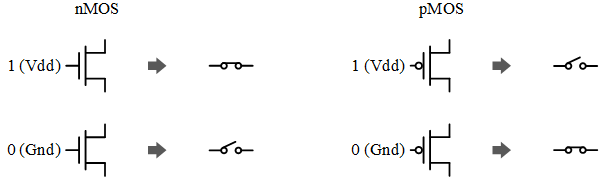 nMOS
pMOS
1 (Vdd)
1 (Vdd)
0 (Gnd)
0 (Gnd)